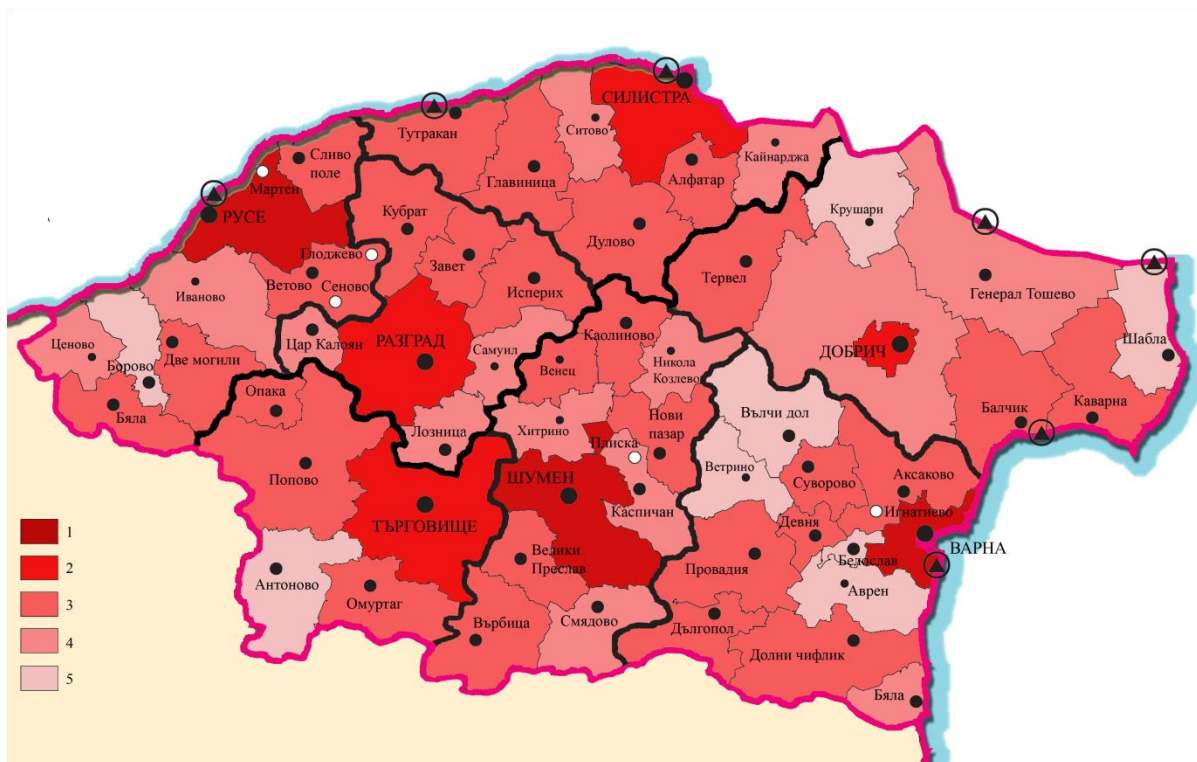 СИЛИСТРА
Тутракан
Ситово
Кайнарджа
Сливо
поле
Главиница
Алфатар
Мартен
Крушари
РУСЕ
Кубрат
Дулово
Глоджево
Завет
Тервел
Ветово
Иваново
Сеново
Исперих
Генерал Тошево
Каолиново
Шабла
Ценово
Цар Калоян
РАЗГРАД
Самуил
Никола
Козлево
ДОБРИЧ
Борово
Две могили
Венец
Опака
Балчик
Каварна
Бяла
Вълчи дол
Лозница
Хитрино
Нови
пазар
Плиска
Ветрино
Аксаково
Попово
ШУМЕН
Суворово
Игнатиево
Каспичан
ТЪРГОВИЩЕ
Девня
1
ВАРНА
Велики
Преслав
Белослав
2
Провадия
Антоново
Аврен
3
Омуртаг
Върбица
Смядово
Дългопол
4
Долни чифлик
5
Бяла